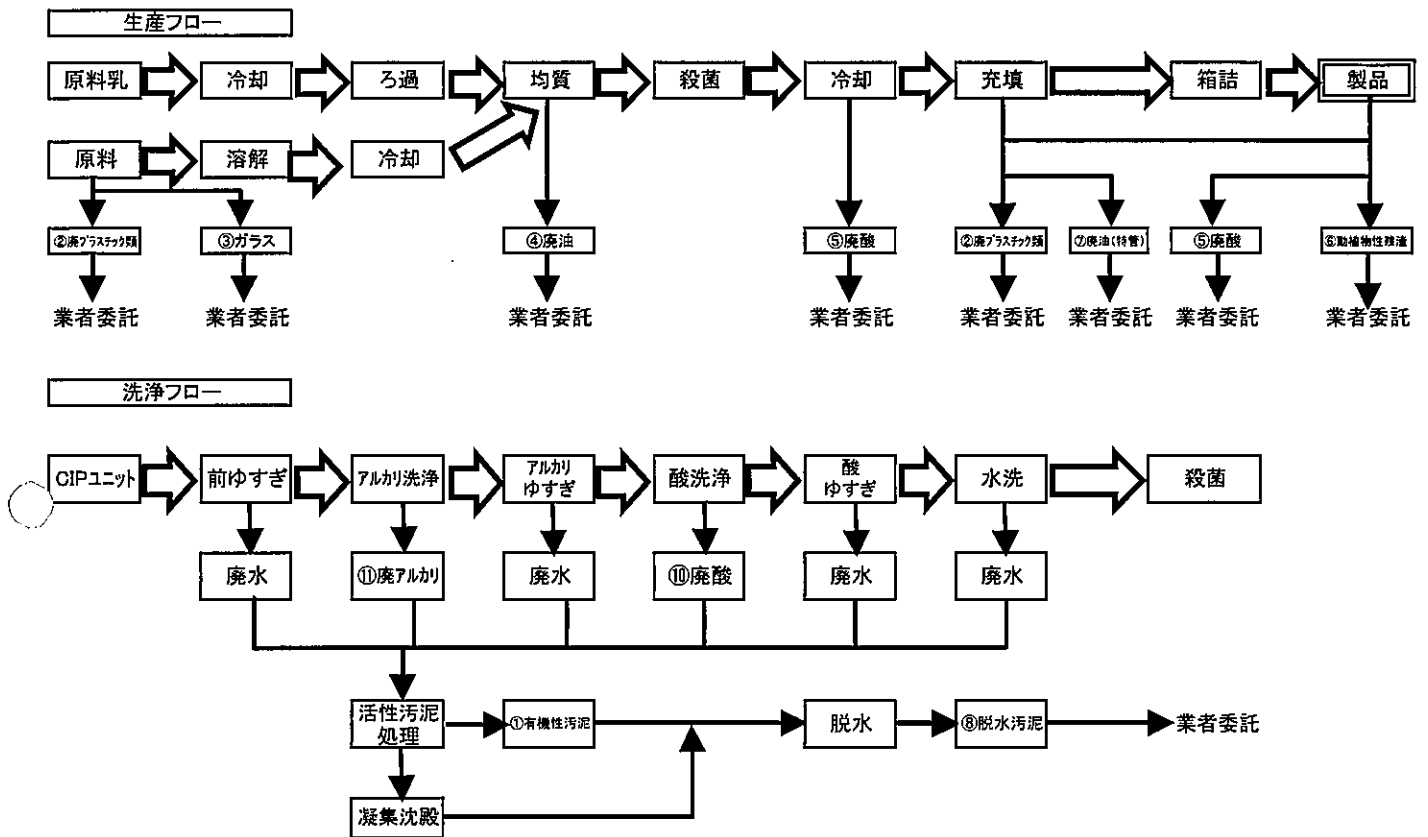 生産フロー
原料乳
冷却
ろ過
均質
殺菌
冷却
充填
箱詰
製品
原料
溶解
冷却
②廃プラスチック類
③ガラス
④廃油
⑤廃酸
②廃プラスチック類
⑦廃油(特管)
⑤廃酸
⑥動植物性残渣
業者委託
業者委託
業者委託
業者委託
業者委託
業者委託
業者委託
業者委託
洗浄フロー
CIPユニット
前ゆすぎ
アルカリ洗浄
アルカリ
ゆすぎ
酸洗浄
酸
ゆすぎ
水洗
殺菌
廃水
⑪廃アルカリ
廃水
⑩廃酸
廃水
廃水
活性汚泥
処理
①有機性汚泥
脱水
⑧脱水汚泥
業者委託
凝集沈殿